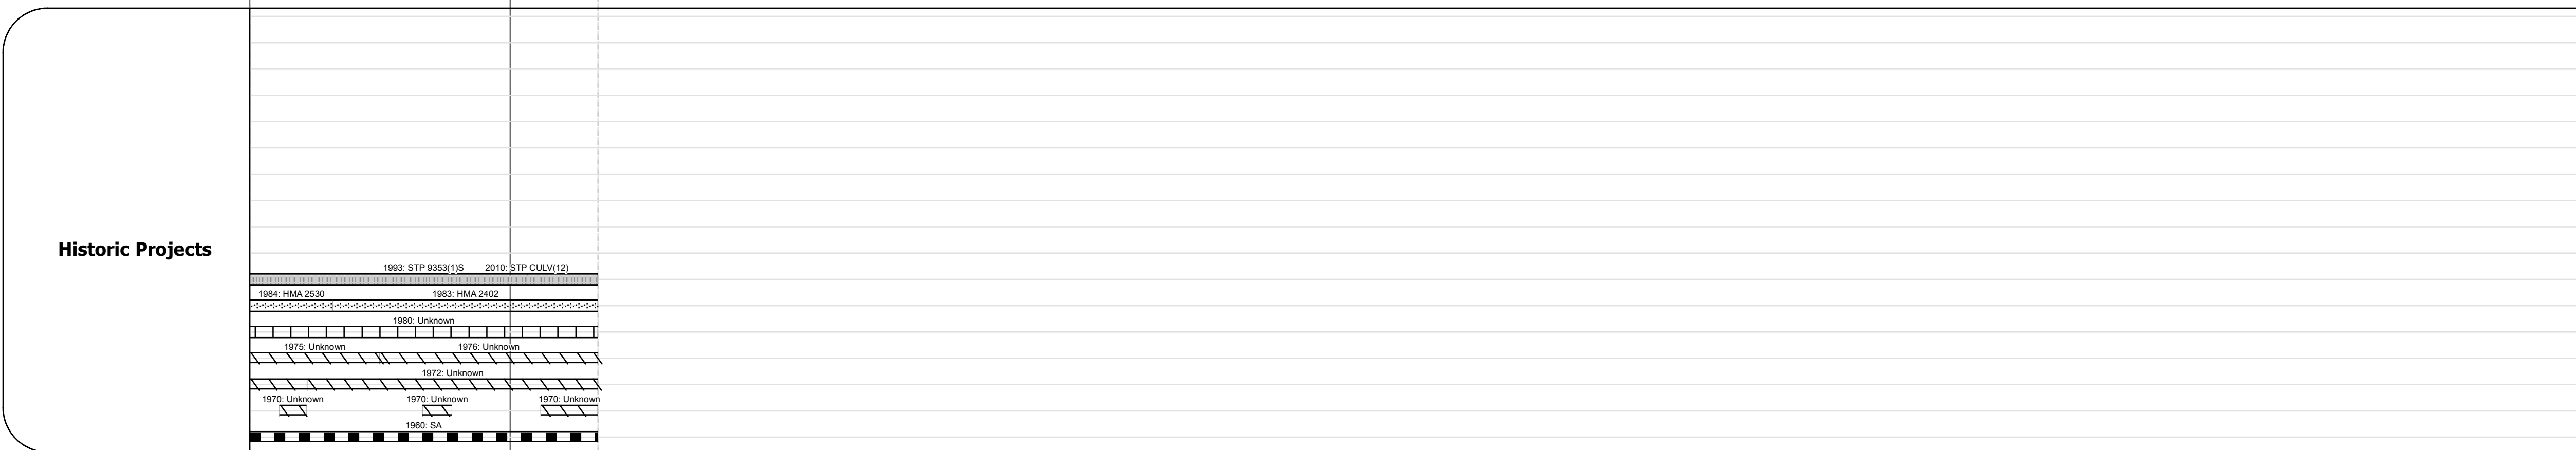 Historic Projects
1993: STP 9353(1)S 2010: STP CULV(12)
1984: HMA 2530 1983: HMA 2402
1980: Unknown
1975: Unknown 1976: Unknown
1972: Unknown
1970: Unknown 1970: Unknown 1970: Unknown
1960: SA